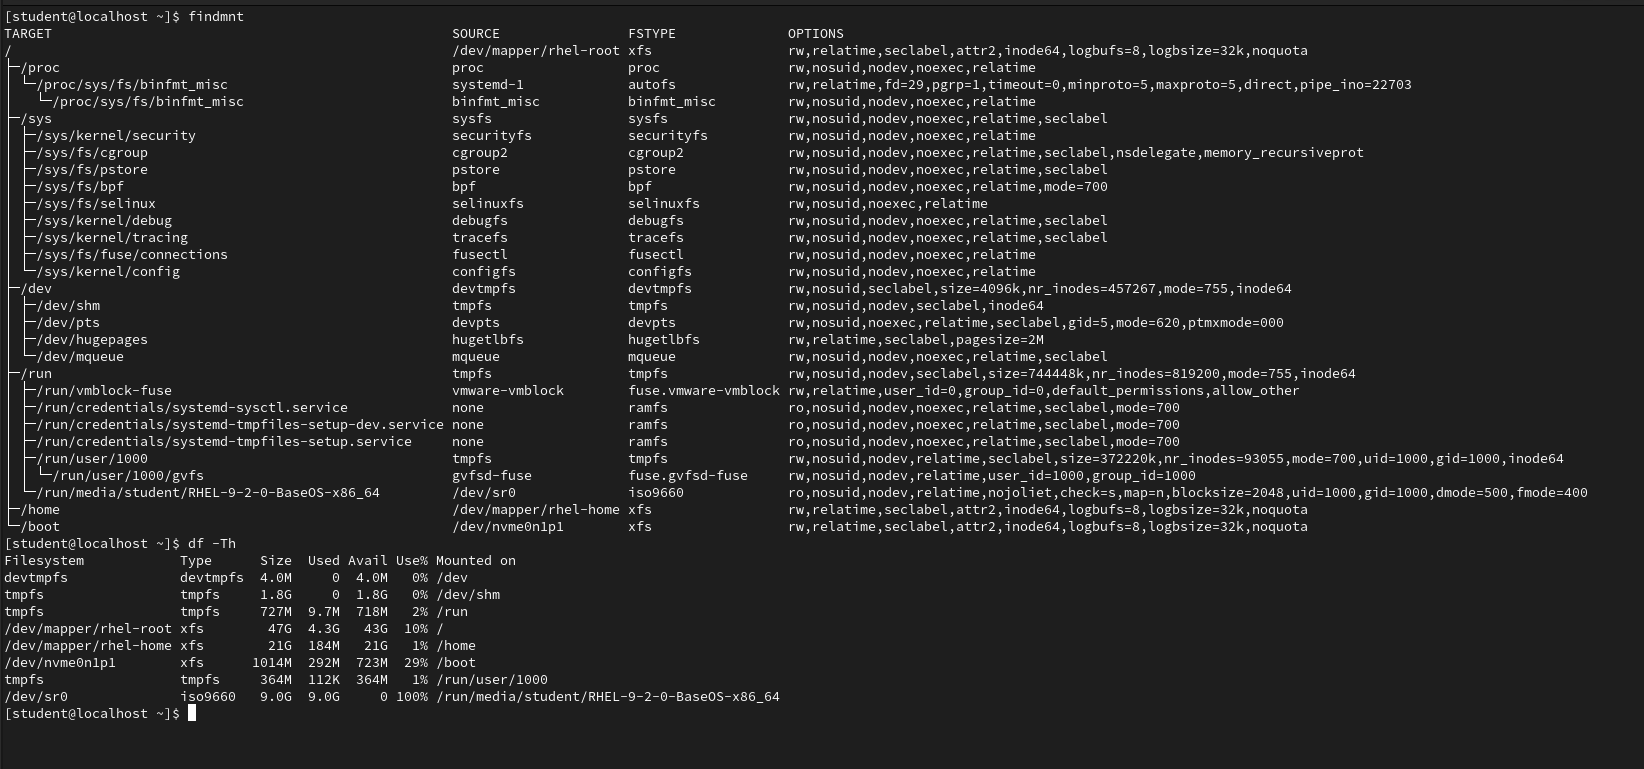 [student@localhost ~]$ findmnt
TARGET                                                  SOURCE               FSTYPE              OPTIONS
/                                                       /dev/mapper/rhel-root xfs                 rw,relatime,seclabel,attr2,inode64,logbufs=8,logbsize=32k,noquota
├─/proc                                                 proc                 proc                rw,nosuid,nodev,noexec,relatime
│ └─/proc/sys/fs/binfmt_misc                            systemd-1            autofs              rw,relatime,fd=29,pgrp=1,timeout=0,minproto=5,maxproto=5,direct,pipe_ino=22703
│   └─/proc/sys/fs/binfmt_misc                          binfmt_misc          binfmt_misc         rw,nosuid,nodev,noexec,relatime
├─/sys                                                  sysfs                sysfs               rw,nosuid,nodev,noexec,relatime,seclabel
│ ├─/sys/kernel/security                                securityfs           securityfs          rw,nosuid,nodev,noexec,relatime
│ ├─/sys/fs/cgroup                                      cgroup2              cgroup2             rw,nosuid,nodev,noexec,relatime,seclabel,nsdelegate,memory_recursiveprot
│ ├─/sys/fs/pstore                                      pstore               pstore              rw,nosuid,nodev,noexec,relatime,seclabel
│ ├─/sys/fs/bpf                                         bpf                  bpf                 rw,nosuid,nodev,noexec,relatime,mode=700
│ ├─/sys/fs/selinux                                     selinuxfs            selinuxfs           rw,nosuid,noexec,relatime
│ ├─/sys/kernel/debug                                   debugfs              debugfs             rw,nosuid,nodev,noexec,relatime,seclabel
│ ├─/sys/kernel/tracing                                 tracefs              tracefs             rw,nosuid,nodev,noexec,relatime,seclabel
│ ├─/sys/fs/fuse/connections                            fusectl              fusectl             rw,nosuid,nodev,noexec,relatime
│ └─/sys/kernel/config                                  configfs             configfs            rw,nosuid,nodev,noexec,relatime
├─/dev                                                  devtmpfs             devtmpfs            rw,nosuid,seclabel,size=4096k,nr_inodes=457267,mode=755,inode64
│ ├─/dev/shm                                            tmpfs                tmpfs               rw,nosuid,nodev,seclabel,inode64
│ ├─/dev/pts                                            devpts               devpts              rw,nosuid,noexec,relatime,seclabel,gid=5,mode=620,ptmxmode=000
│ ├─/dev/hugepages                                      hugetlbfs            hugetlbfs           rw,relatime,seclabel,pagesize=2M
│ └─/dev/mqueue                                         mqueue               mqueue              rw,nosuid,nodev,noexec,relatime,seclabel
├─/run                                                  tmpfs                tmpfs               rw,nosuid,nodev,seclabel,size=744448k,nr_inodes=819200,mode=755,inode64
│ ├─/run/vmblock-fuse                                   vmware-vmblock       fuse.vmware-vmblock rw,relatime,user_id=0,group_id=0,default_permissions,allow_other
│ ├─/run/credentials/systemd-sysctl.service             none                 ramfs               ro,nosuid,nodev,noexec,relatime,seclabel,mode=700
│ ├─/run/credentials/systemd-tmpfiles-setup-dev.service none                 ramfs               ro,nosuid,nodev,noexec,relatime,seclabel,mode=700
│ ├─/run/credentials/systemd-tmpfiles-setup.service     none                 ramfs               ro,nosuid,nodev,noexec,relatime,seclabel,mode=700
│ ├─/run/user/1000                                      tmpfs                tmpfs               rw,nosuid,nodev,relatime,seclabel,size=372220k,nr_inodes=93055,mode=700,uid=1000,gid=1000,inode64
│ │ └─/run/user/1000/gvfs                               gvfsd-fuse           fuse.gvfsd-fuse     rw,nosuid,nodev,relatime,user_id=1000,group_id=1000
│ └─/run/media/student/RHEL-9-2-0-BaseOS-x86_64         /dev/sr0             iso9660             ro,nosuid,nodev,relatime,nojoliet,check=s,map=n,blocksize=2048,uid=1000,gid=1000,dmode=500,fmode=400
├─/home                                                 /dev/mapper/rhel-home xfs                 rw,relatime,seclabel,attr2,inode64,logbufs=8,logbsize=32k,noquota
└─/boot                                                 /dev/nvme0n1p1       xfs                 rw,relatime,seclabel,attr2,inode64,logbufs=8,logbsize=32k,noquota
[student@localhost ~]$ df -Th
Filesystem            Type      Size  Used Avail Use% Mounted on
devtmpfs              devtmpfs  4.0M     0  4.0M   0% /dev
tmpfs                 tmpfs     1.8G     0  1.8G   0% /dev/shm
tmpfs                 tmpfs     727M  9.7M  718M   2% /run
/dev/mapper/rhel-root xfs        47G  4.3G   43G  10% /
/dev/mapper/rhel-home xfs        21G  184M   21G   1% /home
/dev/nvme0n1p1        xfs      1014M  292M  723M  29% /boot
tmpfs                 tmpfs     364M  112K  364M   1% /run/user/1000
/dev/sr0              iso9660   9.0G  9.0G     0 100% /run/media/student/RHEL-9-2-0-BaseOS-x86_64
[student@localhost ~]$